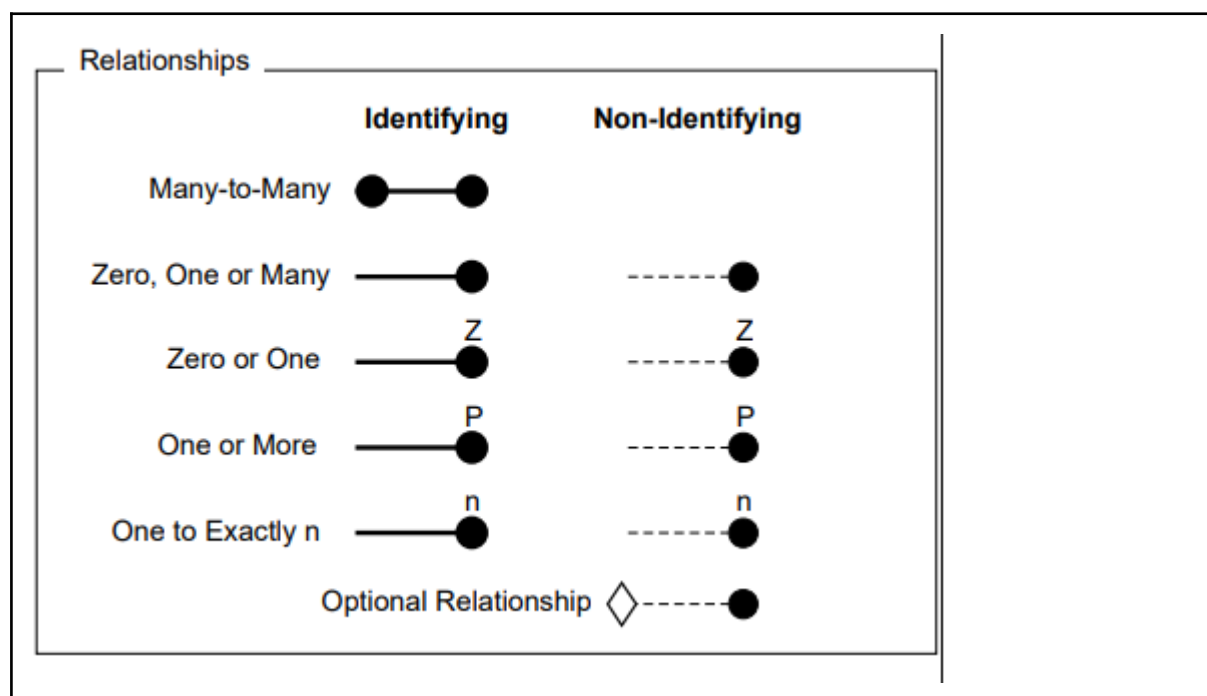 Relationships
Identifying Non-Identifying
Many-to-Many
Zero, One or Many
Z Z
Zero or One
P P
One or More
n n
One to Exactly n
Optional Relationship